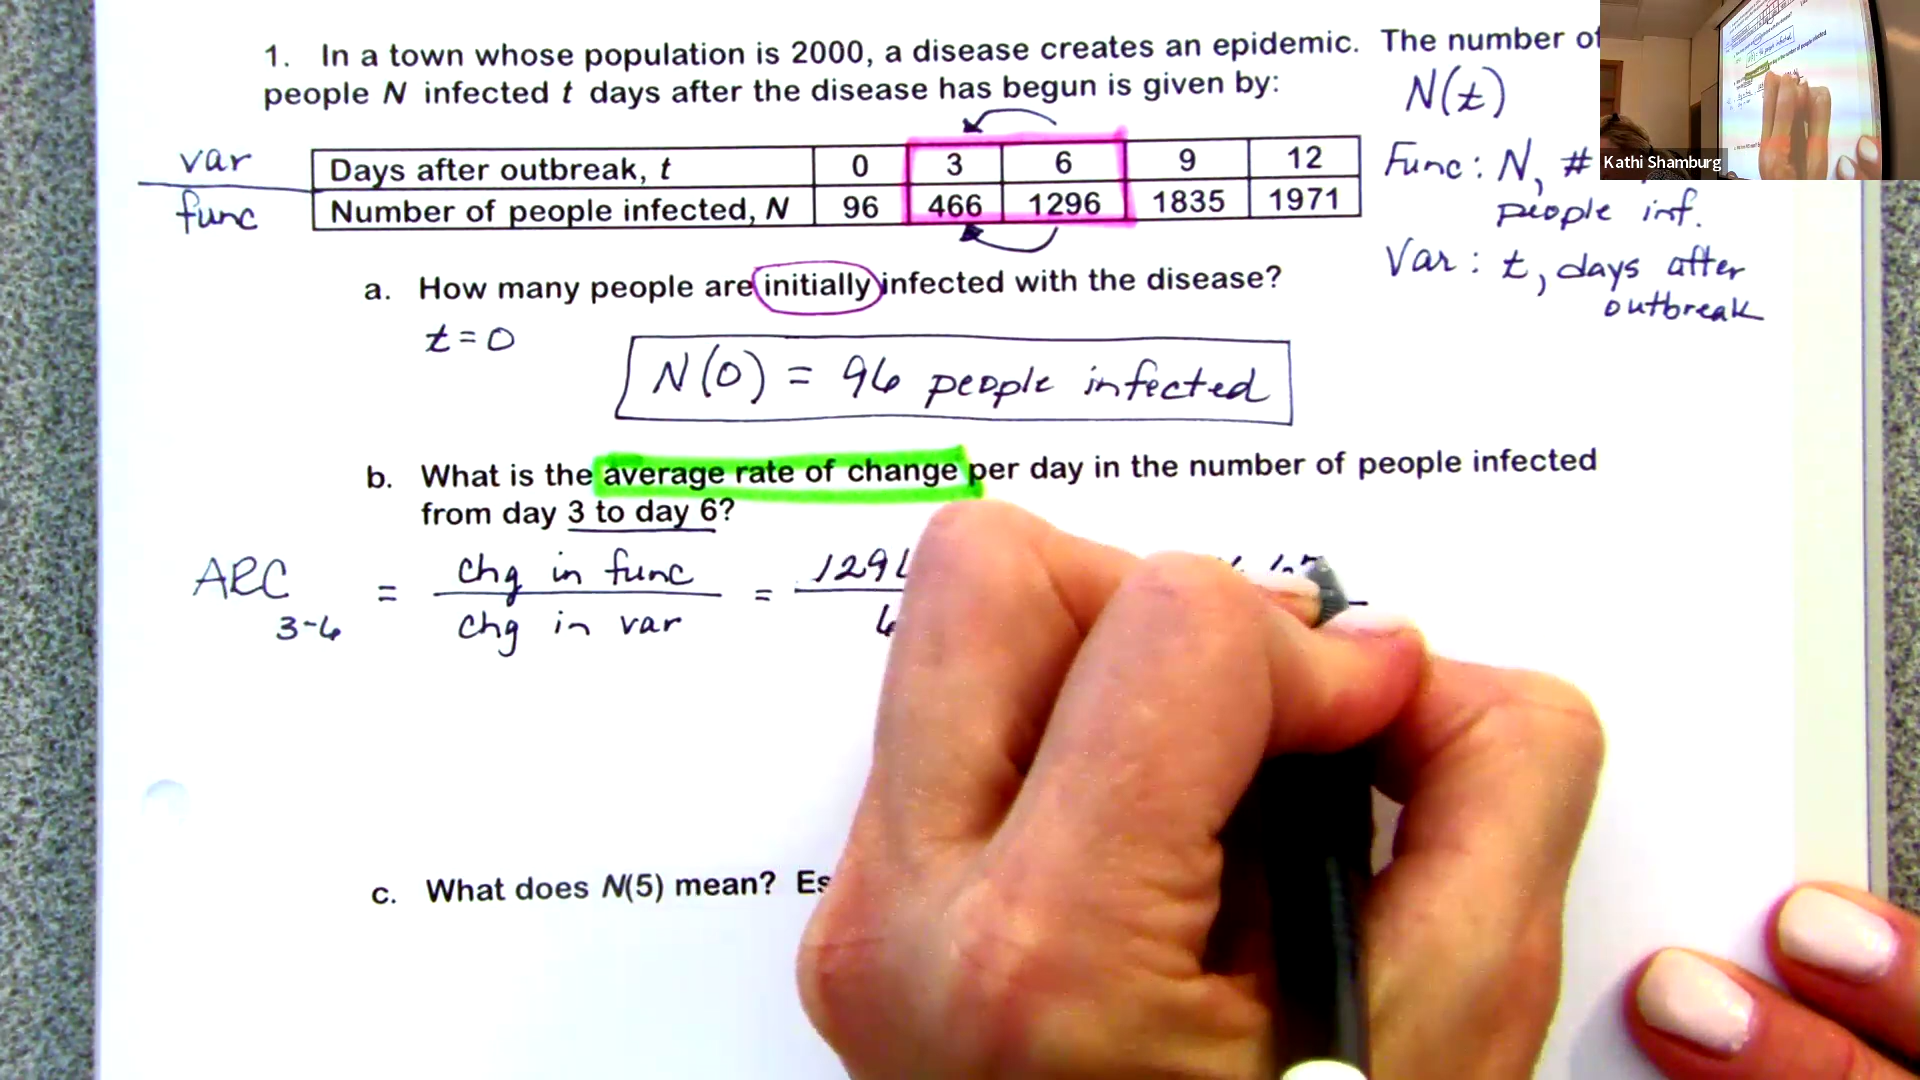 1. In a town whose population is 2000, a disease creates an epidemic. The number of
people N infected t days after the disease has begun is given by:
N(t)
var
Days after outbreak, t 0 3 6 9 12
func
Number of people infected, N 96 466 1296 1835 1971
Func: N, #
people inf.
Var: t, days after
outbreak
Kathi Shamburg
a. How many people are initially infected with the disease?
t = 0
N(0) = 96 people infected
b. What is the average rate of change per day in the number of people infected
from day 3 to day 6?
ARC 3-6 = chg in func / chg in var = 129
6
c. What does N(5) mean? Es